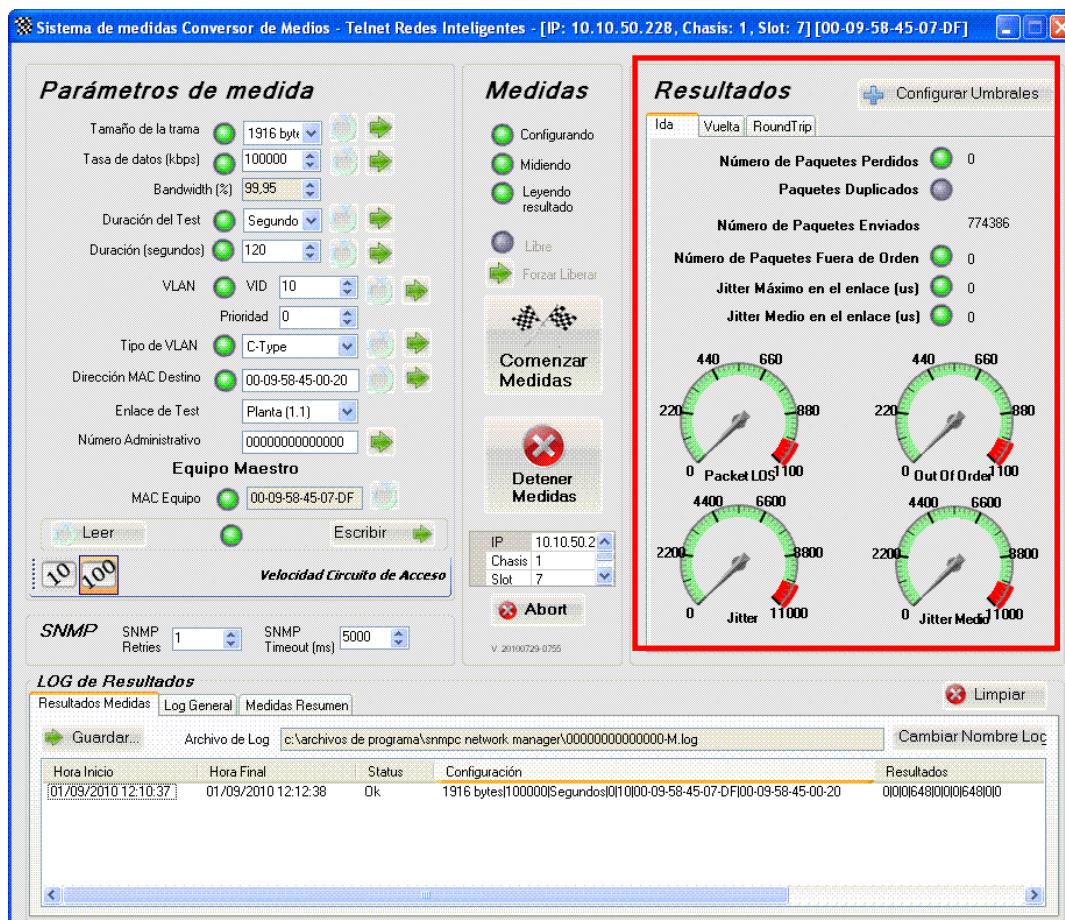 Sistema de medidas Conversor de Medios - Telnet Redes Inteligentes - [IP: 10.10.50.228, Chasis: 1, Slot: 7] [00-09-58-45-07-DF]
Parámetros de medida
Tamaño de la trama 1916 byte
Tasa de datos (kbps) 100000
Bandwidth (%) 99,95
Duración del Test Segundo
Duración (segundos) 120
VLAN VID 10
Prioridad 0
Tipo de VLAN C-Type
Dirección MAC Destino 00-09-58-45-00-20
Enlace de Test Planta (1.1)
Número Administrativo 00000000000000
Equipo Maestro
MAC Equipo 00-09-58-45-07-DF
Leer Escribir
10 100 Velocidad Circuito de Acceso
SNMP SNMP Retries 1 SNMP Timeout (ms) 5000
Medidas
Configurando
Midiendo
Leyendo
resultado
Libre
Forzar Liberar
Comenzar
Medidas
Detener
Medidas
IP 10.10.50.2
Chasis 1
Slot 7
Abort
V. 20100729-0755
Resultados Configurar Umbrales
Ida Vuelta RoundTrip
Número de Paquetes Perdidos 0
Paquetes Duplicados
Número de Paquetes Enviados 774386
Número de Paquetes Fuera de Orden 0
Jitter Máximo en el enlace (us) 0
Jitter Medio en el enlace (us) 0
440 660
220 880
0 Packet LOS 1100
440 660
220 880
0 Out Of Order 1100
4400 6600
2200 8800
0 Jitter 11000
4400 6600
2200 8800
0 Jitter Medio 11000
LOG de Resultados
Limpiar
Resultados Medidas Log General Medidas Resumen
Guardar... Archivo de Log c:\archivos de programa\snmpc network manager\00000000000000-M.log Cambiar Nombre Log
Hora Inicio Hora Final Status Configuración Resultados
01/09/2010 12:10:37 01/09/2010 12:12:38 Ok 1916 bytes|100000|Segundos|0|10|00-09-58-45-07-DF|00-09-58-45-00-20 0|0|0|648|0|0|0|648|0|0